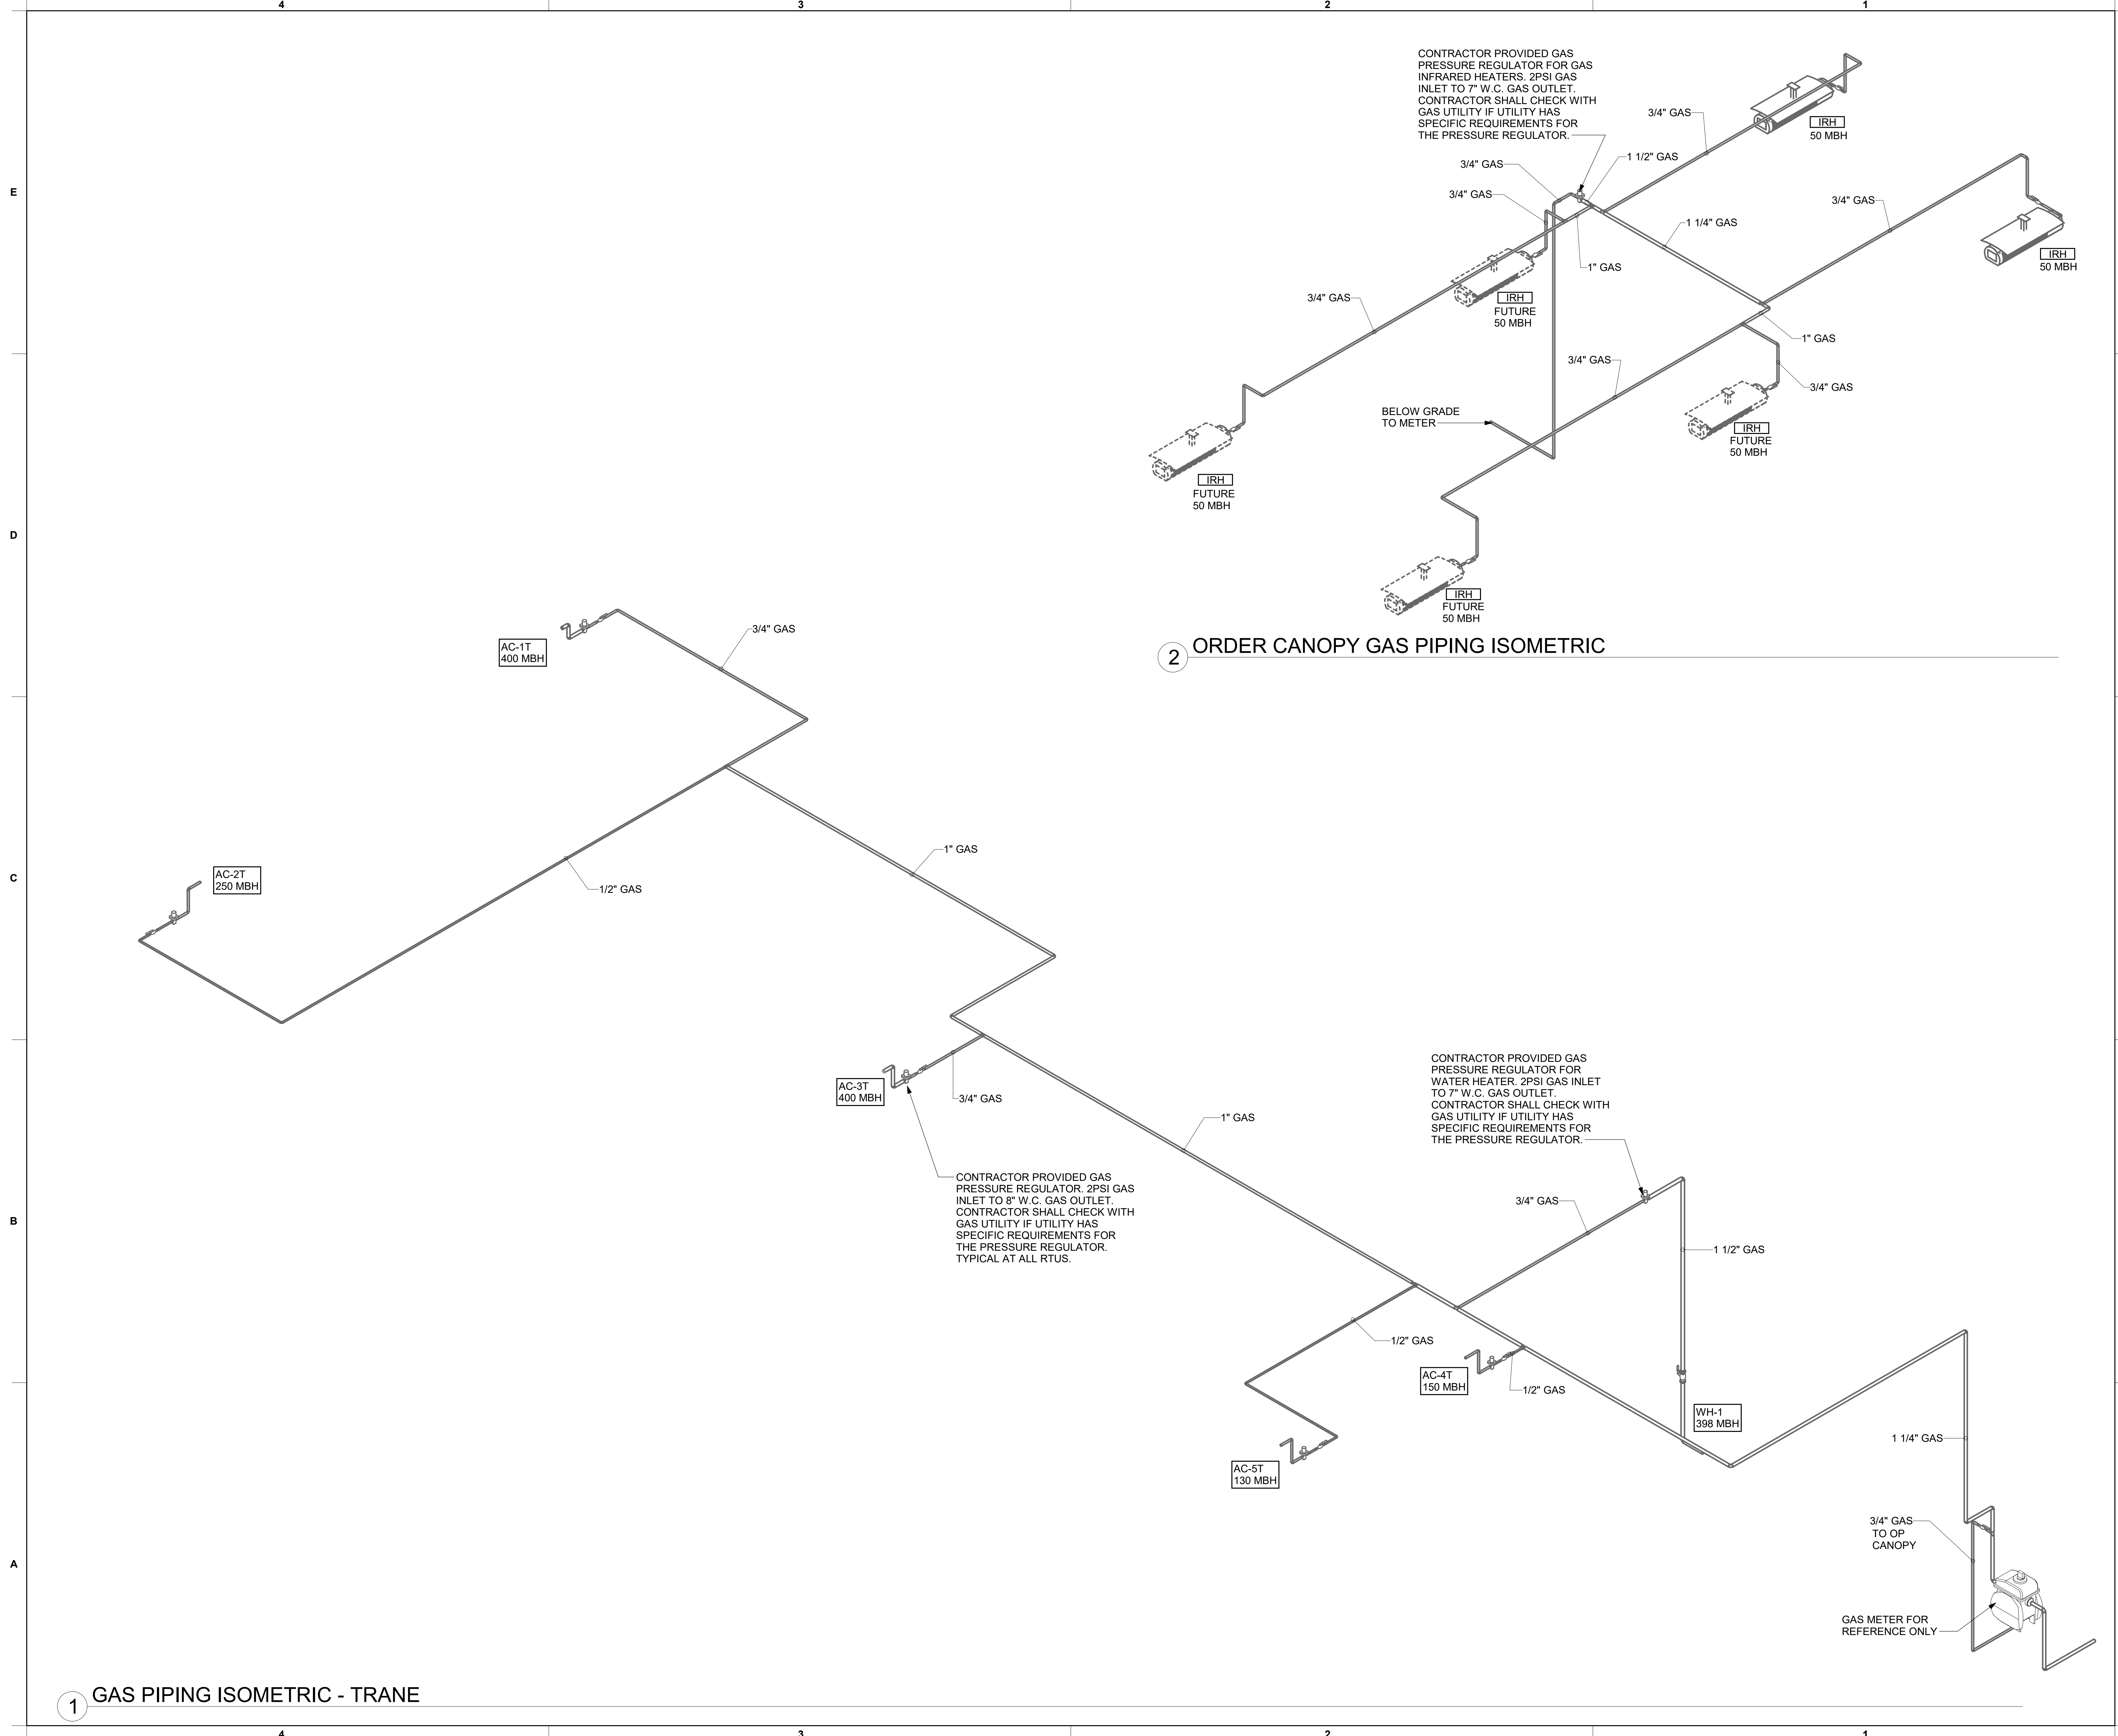 4
3
2
1
E
D
C
B
A
CONTRACTOR PROVIDED GAS
PRESSURE REGULATOR FOR GAS
INFRARED HEATERS. 2PSI GAS
INLET TO 7" W.C. GAS OUTLET.
CONTRACTOR SHALL CHECK WITH
GAS UTILITY IF UTILITY HAS
SPECIFIC REQUIREMENTS FOR
THE PRESSURE REGULATOR.
3/4" GAS
IRH
50 MBH
1 1/2" GAS
3/4" GAS
3/4" GAS
3/4" GAS
1 1/4" GAS
IRH
50 MBH
1" GAS
3/4" GAS
IRH
FUTURE
50 MBH
1" GAS
3/4" GAS
3/4" GAS
BELOW GRADE
TO METER
IRH
FUTURE
50 MBH
IRH
FUTURE
50 MBH
IRH
FUTURE
50 MBH
2
ORDER CANOPY GAS PIPING ISOMETRIC
3/4" GAS
AC-1T
400 MBH
1" GAS
AC-2T
250 MBH
1/2" GAS
AC-3T
400 MBH
3/4" GAS
1" GAS
CONTRACTOR PROVIDED GAS
PRESSURE REGULATOR. 2PSI GAS
INLET TO 8" W.C. GAS OUTLET.
CONTRACTOR SHALL CHECK WITH
GAS UTILITY IF UTILITY HAS
SPECIFIC REQUIREMENTS FOR
THE PRESSURE REGULATOR.
TYPICAL AT ALL RTUS.
CONTRACTOR PROVIDED GAS
PRESSURE REGULATOR FOR
WATER HEATER. 2PSI GAS INLET
TO 7" W.C. GAS OUTLET.
CONTRACTOR SHALL CHECK WITH
GAS UTILITY IF UTILITY HAS
SPECIFIC REQUIREMENTS FOR
THE PRESSURE REGULATOR.
3/4" GAS
1 1/2" GAS
1/2" GAS
AC-4T
150 MBH
1/2" GAS
WH-1
398 MBH
1 1/4" GAS
AC-5T
130 MBH
3/4" GAS
TO OP
CANOPY
GAS METER FOR
REFERENCE ONLY
1
GAS PIPING ISOMETRIC - TRANE
4
3
2
1